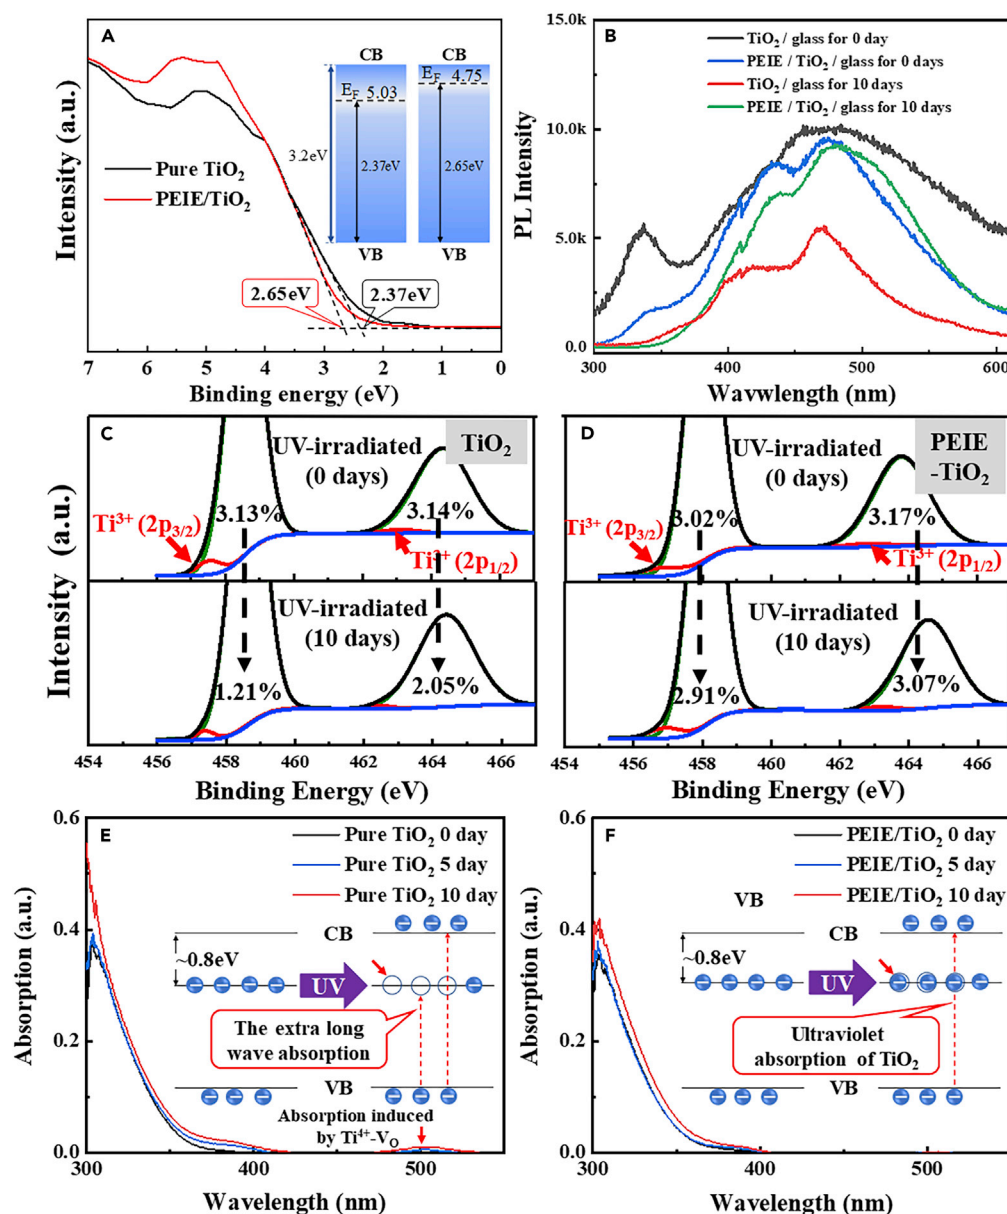 A
CB
CB
E_F 5.03
E_F 4.75
3.2eV
2.37eV
2.65eV
VB
VB
Pure TiO₂
PEIE/TiO₂
2.65eV
2.37eV
Intensity (a.u.)
7 6 5 4 3 2 1 0
Binding energy (eV)
B
TiO₂ / glass for 0 day
PEIE / TiO₂ / glass for 0 days
TiO₂ / glass for 10 days
PEIE / TiO₂ / glass for 10 days
PL Intensity
15.0k
10.0k
5.0k
0.0
300 400 500 600
Wavwlength (nm)
C
UV-irradiated
(0 days)
TiO₂
3.13%
3.14%
Ti³⁺ (2p₃/₂)
Ti³⁺ (2p₁/₂)
UV-irradiated
(10 days)
1.21%
2.05%
Intensity (a.u.)
454 456 458 460 462 464 466
Binding Energy (eV)
D
UV-irradiated
(0 days)
PEIE
-TiO₂
3.02%
3.17%
Ti³⁺ (2p₃/₂)
Ti³⁺ (2p₁/₂)
UV-irradiated
(10 days)
2.91%
3.07%
454 456 458 460 462 464 466
Binding Energy (eV)
E
Pure TiO₂ 0 day
Pure TiO₂ 5 day
Pure TiO₂ 10 day
CB
~0.8eV
UV
The extra long
wave absorption
VB
Absorption induced
by Ti⁴⁺-V_O
Absorption (a.u.)
0.6
0.4
0.2
0.0
300 400 500
Wavelength (nm)
F
PEIE/TiO₂ 0 day
PEIE/TiO₂ 5 day
PEIE/TiO₂ 10 day
VB
CB
~0.8eV
UV
Ultraviolet
absorption of TiO₂
VB
Absorption (a.u.)
0.6
0.4
0.2
0.0
300 400 500
Wavelength (nm)